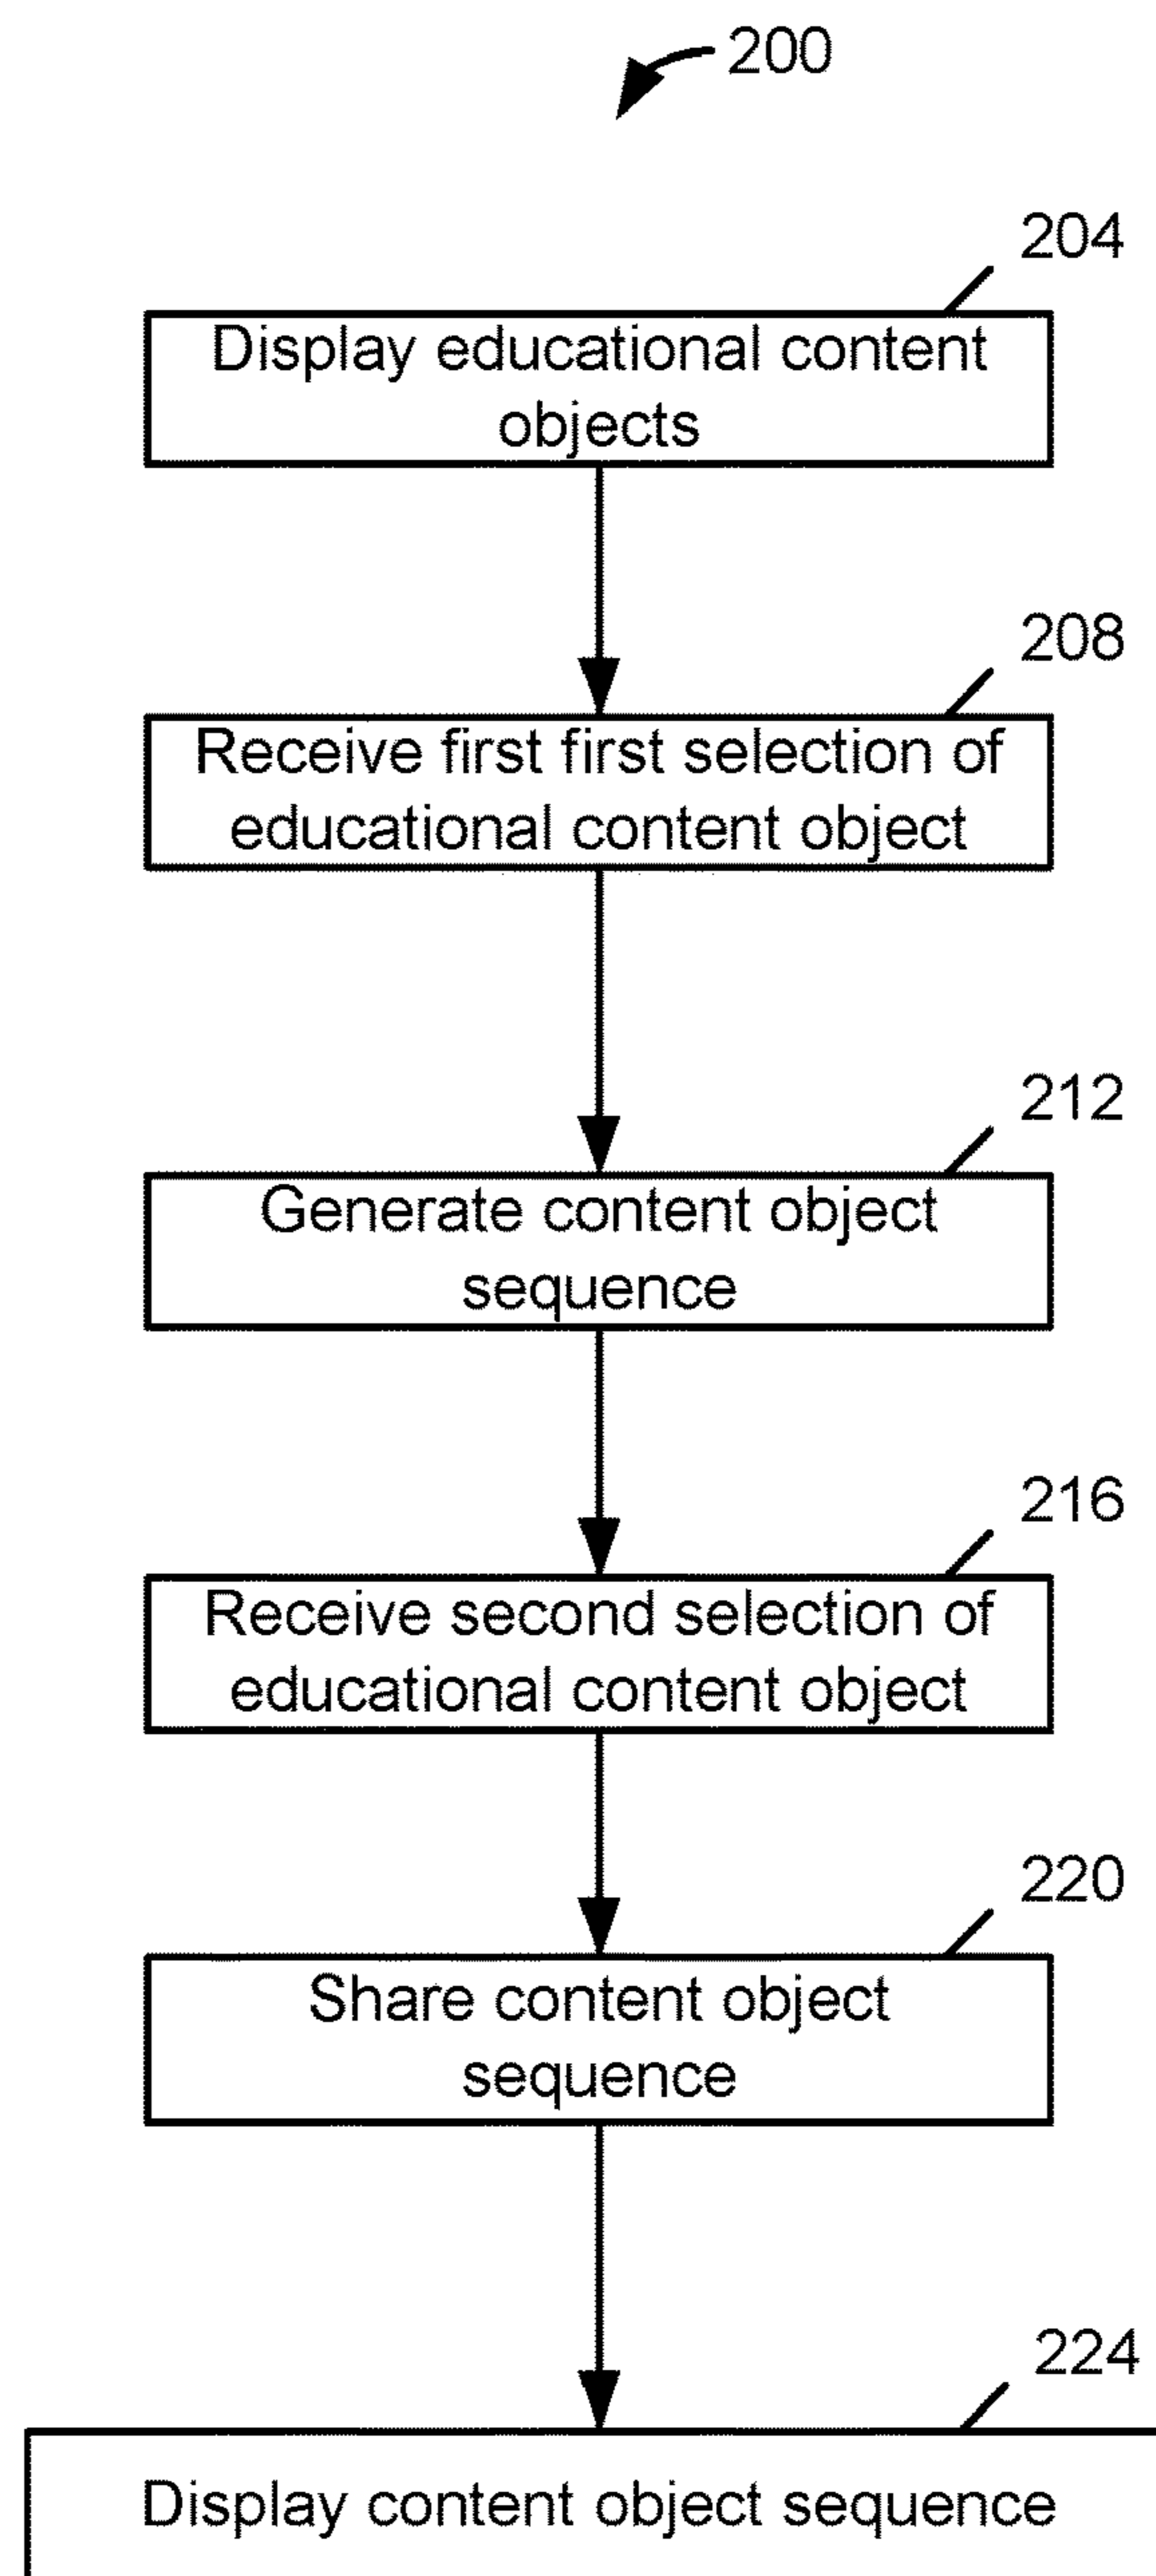 200
204
Display educational content
objects
208
Receive first first selection of
educational content object
212
Generate content object
sequence
216
Receive second selection of
educational content object
220
Share content object
sequence
224
Display content object sequence